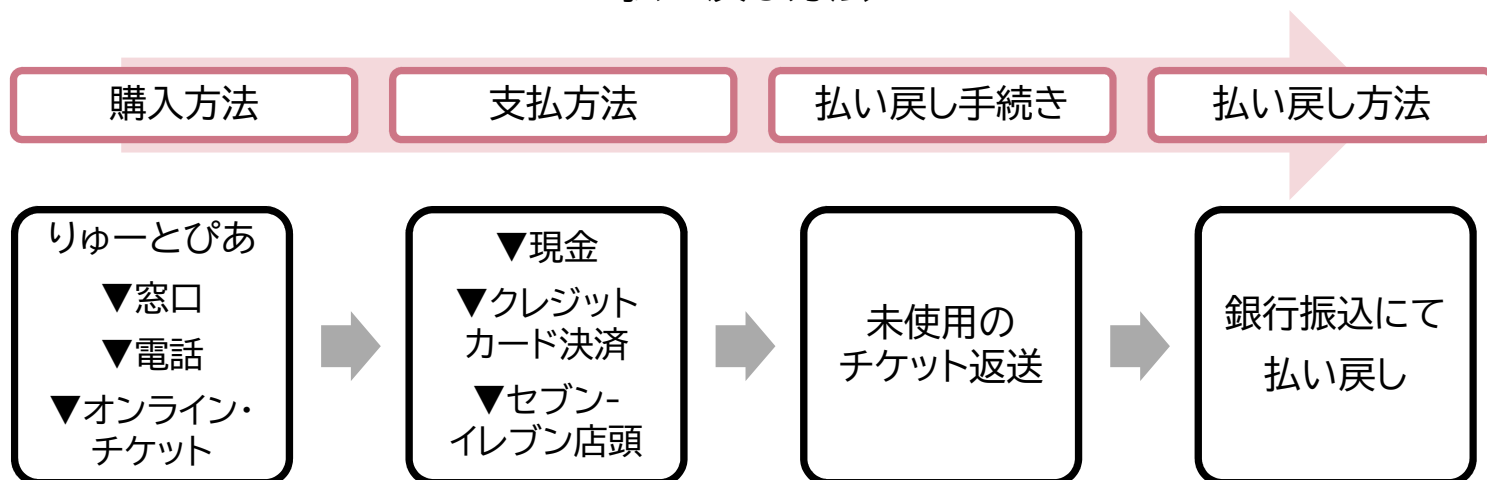 購入方法
支払方法
払い戻し手続き
払い戻し方法
りゅーとぴあ
▼窓口
▼電話
▼オンライン・
チケット
▼現金
▼クレジット
カード決済
▼セブン-
イレブン店頭
未使用の
チケット返送
銀行振込にて
払い戻し